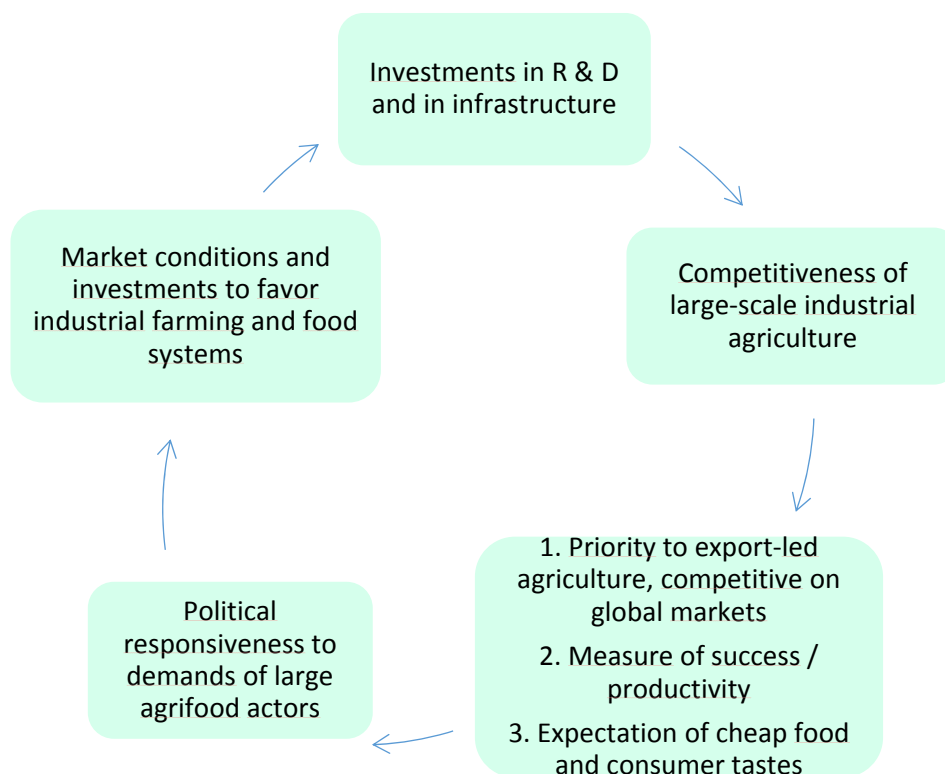 Investments in R & D
and in infrastructure
Competitiveness of
large-scale industrial
agriculture
1. Priority to export-led
agriculture, competitive on
global markets
2. Measure of success /
productivity
3. Expectation of cheap food
and consumer tastes
Political
responsiveness to
demands of large
agrifood actors
Market conditions and
investments to favor
industrial farming and food
systems